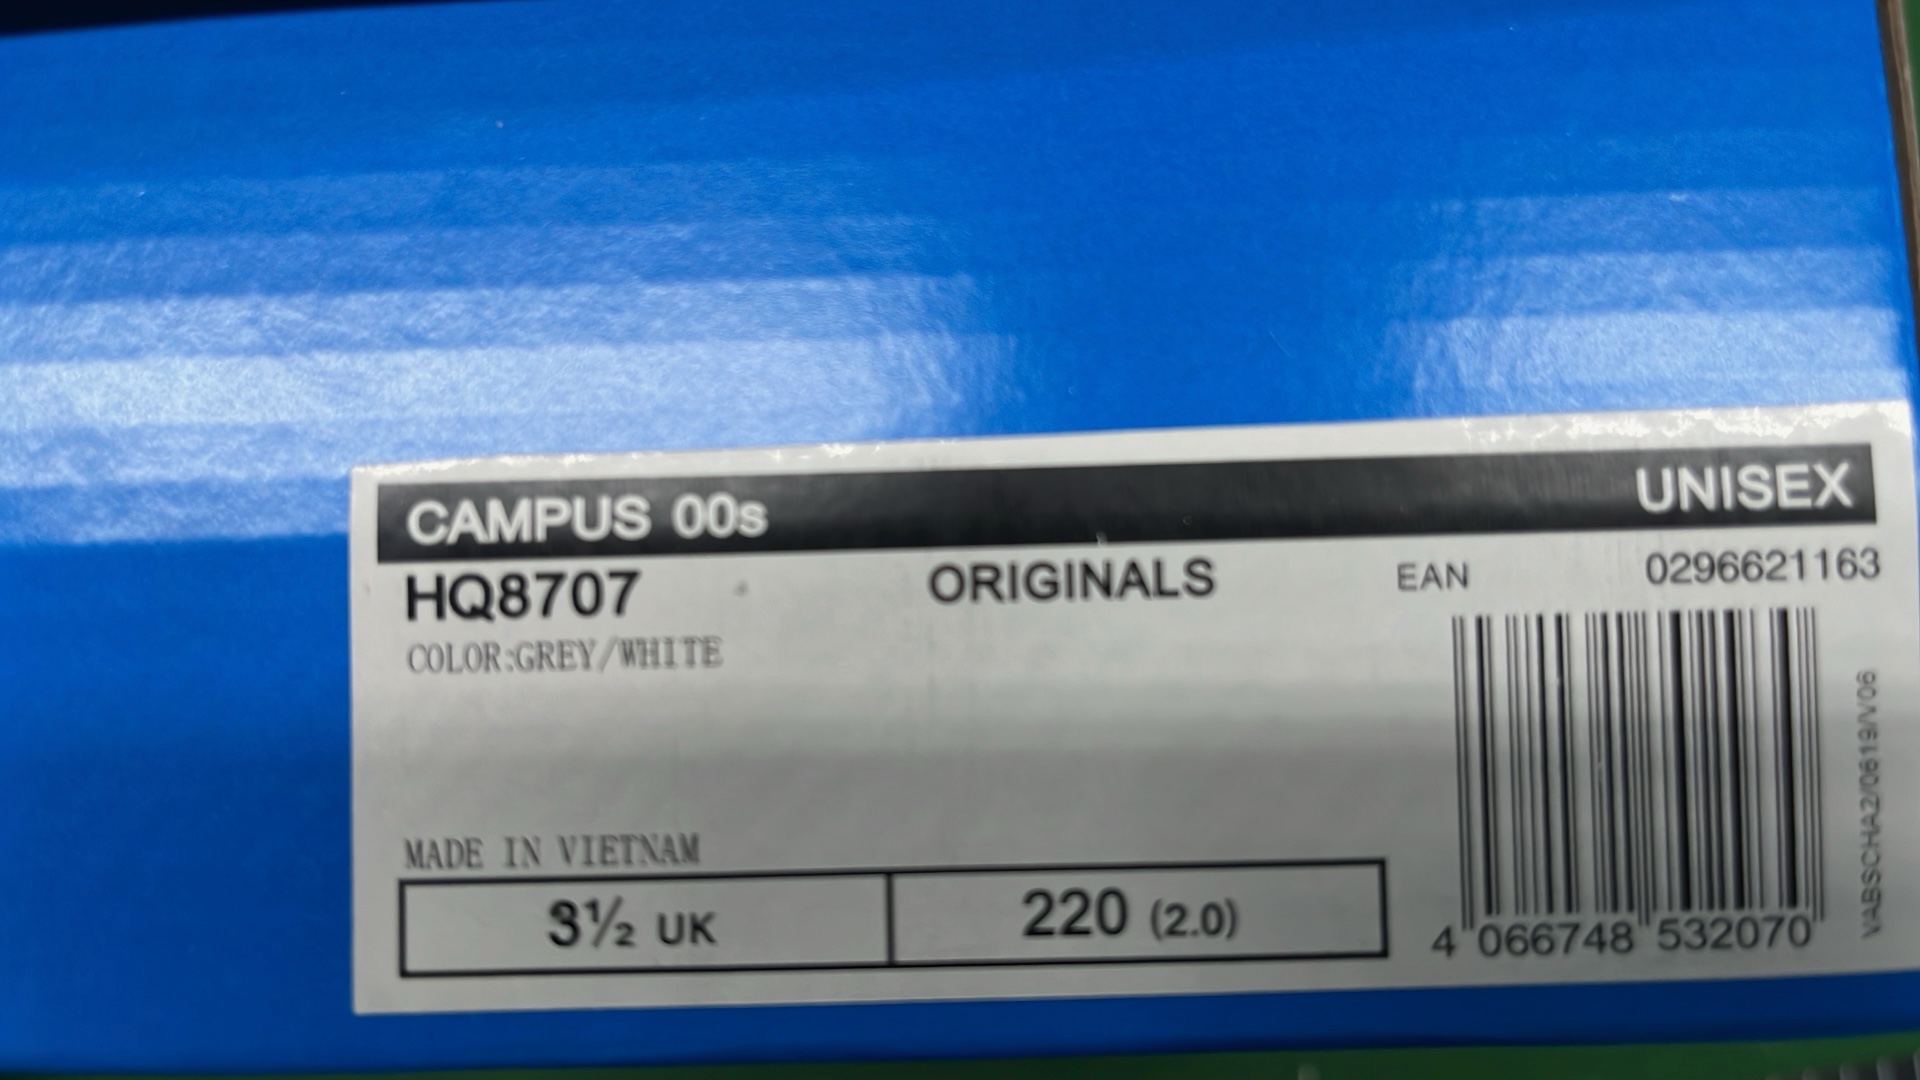 CAMPUS 00s UNISEX
HQ8707 ORIGINALS EAN 0296621163
COLOR:GREY/WHITE
MADE IN VIETNAM
3½ UK 220 (2.0)
4 066748 532070
VABSCHA2/0619/V06